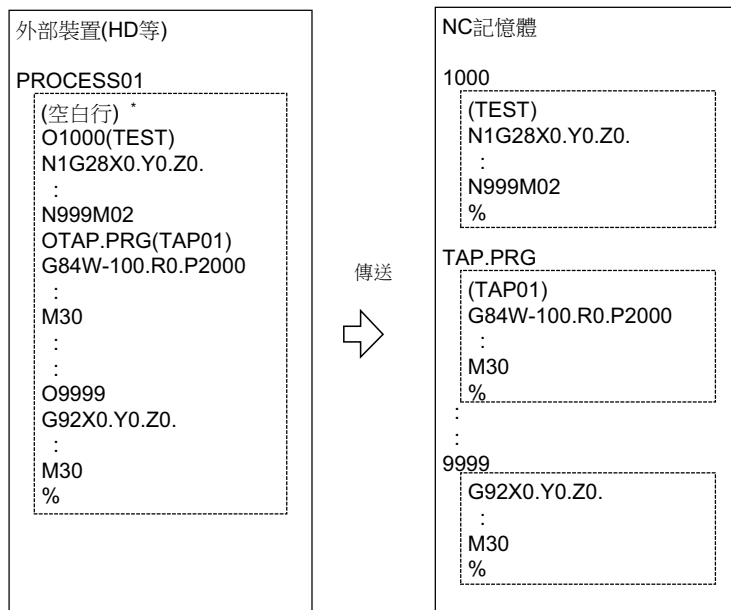 外部裝置(HD等)
PROCESS01
(空白行) *
O1000(TEST)
N1G28X0.Y0.Z0.
:
N999M02
OTAP.PRG(TAP01)
G84W-100.R0.P2000
:
M30
:
:
O9999
G92X0.Y0.Z0.
:
M30
%
傳送
NC記憶體
1000
(TEST)
N1G28X0.Y0.Z0.
:
N999M02
%
TAP.PRG
(TAP01)
G84W-100.R0.P2000
:
M30
%
:
:
9999
G92X0.Y0.Z0.
:
M30
%